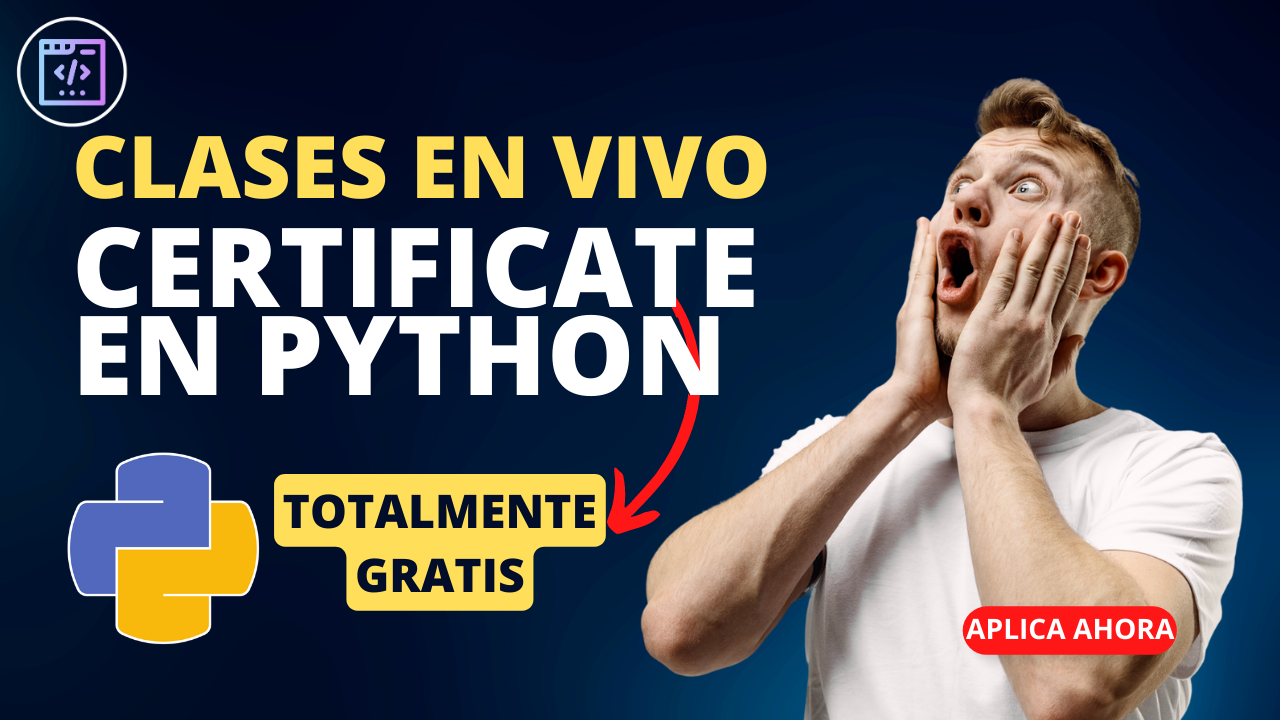 CLASES EN VIVO
CERTIFICATE
EN PYTHON
TOTALMENTE
GRATIS
APLICA AHORA